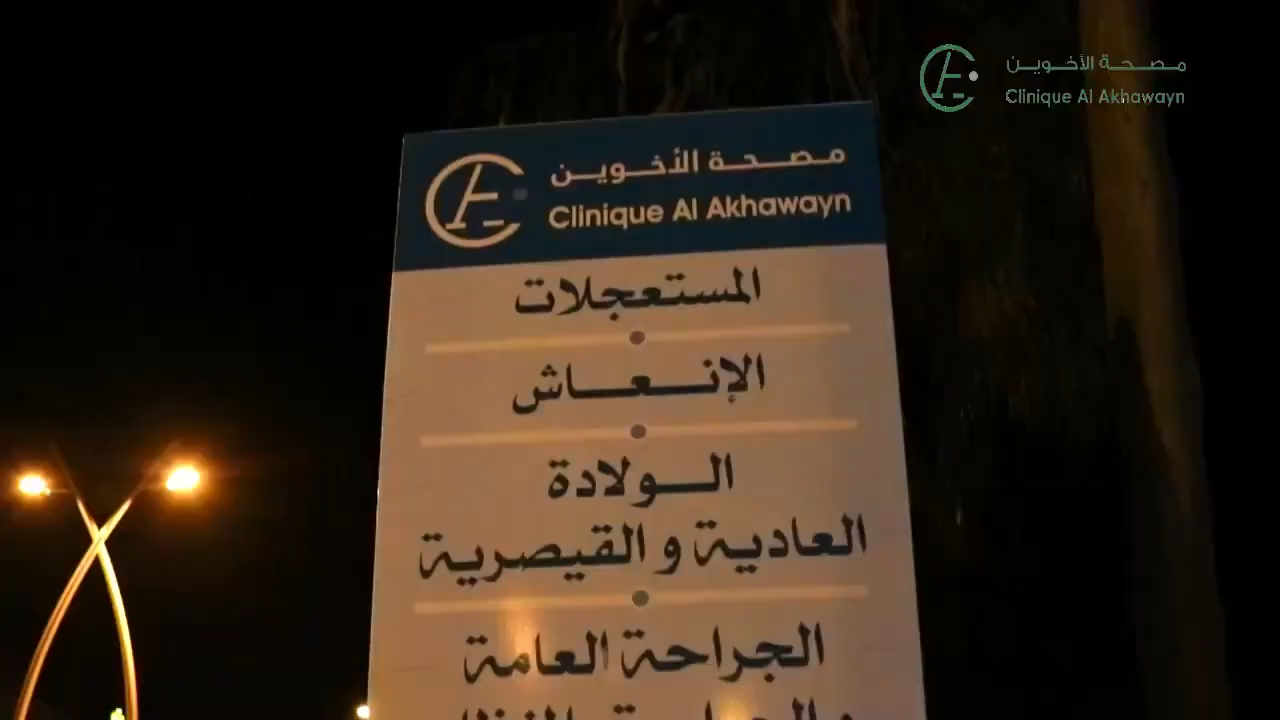 مصحة الأخوين
Clinique Al Akhawayn
مصحة الأخوين
Clinique Al Akhawayn
المستعجلات
الإنعاش
الولادة
العادية و القيصرية
الجراحة العامة